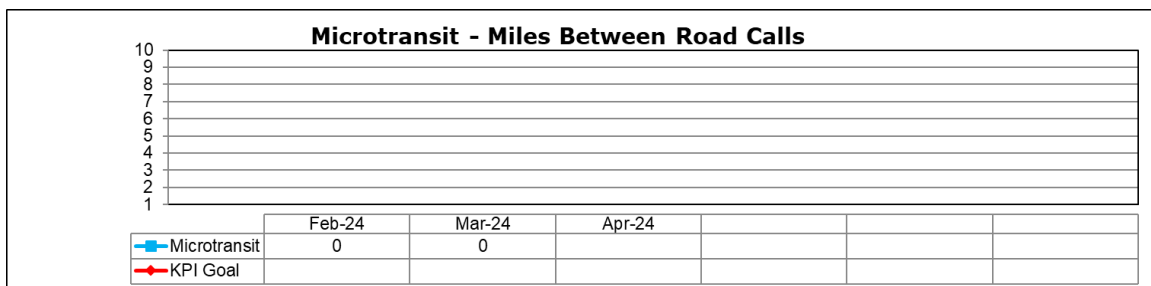 Microtransit - Miles Between Road Calls
10
9
8
7
6
5
4
3
2
1
Feb-24 Mar-24 Apr-24
Microtransit 0 0
KPI Goal